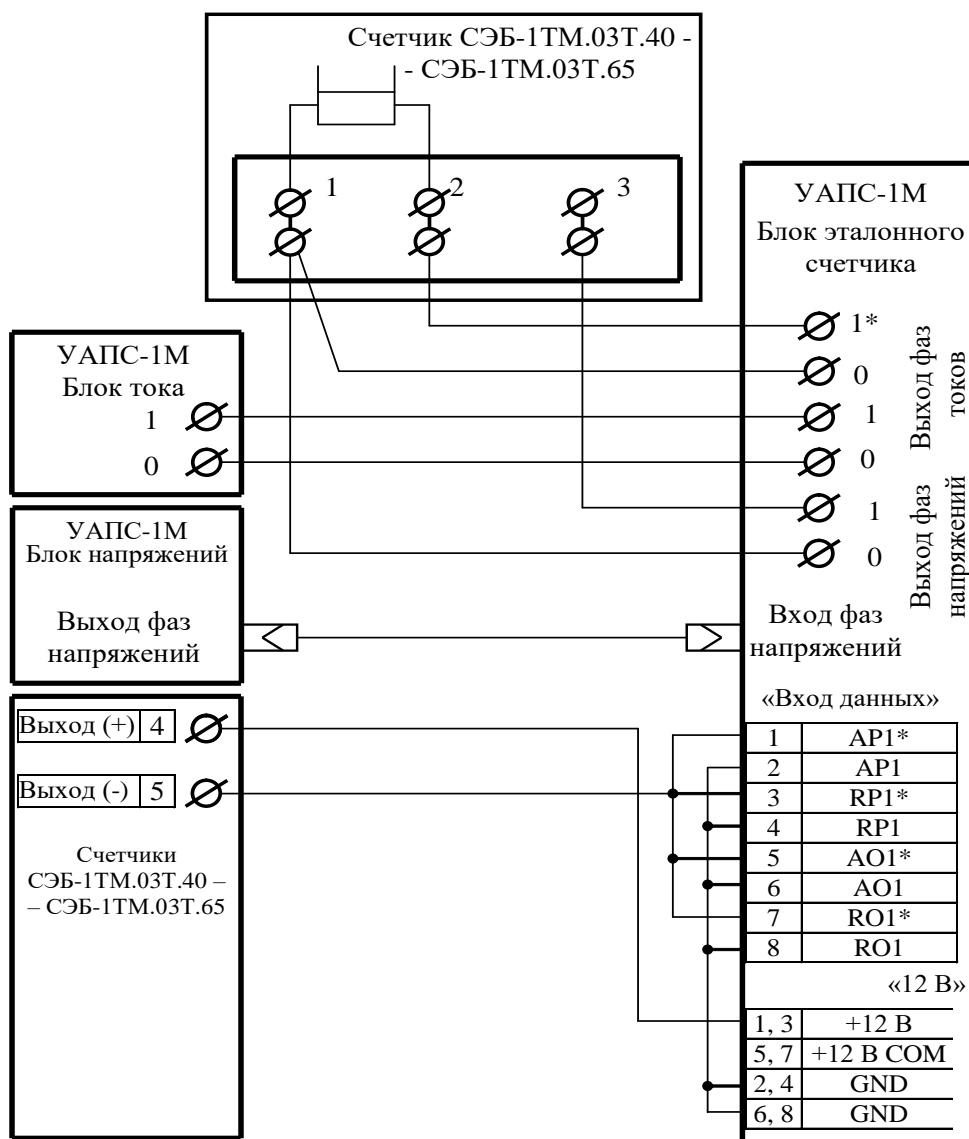 Счетчик СЭБ-1ТМ.03Т.40 -
- СЭБ-1ТМ.03Т.65
1
2
3
УАПС-1М
Блок эталонного
счетчика
1*
0
1
0
Выход фаз
токов
1
0
Выход фаз
напряжений
Вход фаз
напряжений
УАПС-1М
Блок тока
1
0
УАПС-1М
Блок напряжений
Выход фаз
напряжений
Выход (+) 4
Выход (-) 5
Счетчики
СЭБ-1ТМ.03Т.40 –
– СЭБ-1ТМ.03Т.65
«Вход данных»
1 AP1*
2 AP1
3 RP1*
4 RP1
5 AO1*
6 AO1
7 RO1*
8 RO1
«12 В»
1, 3 +12 В
5, 7 +12 В COM
2, 4 GND
6, 8 GND